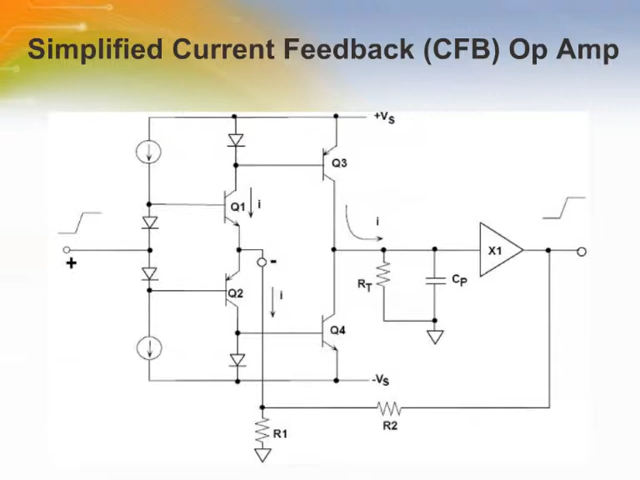 Simplified Current Feedback (CFB) Op Amp
+VS
Q3
Q1
i
i
X1
+
-
RT
CP
Q2
i
Q4
-VS
R2
R1